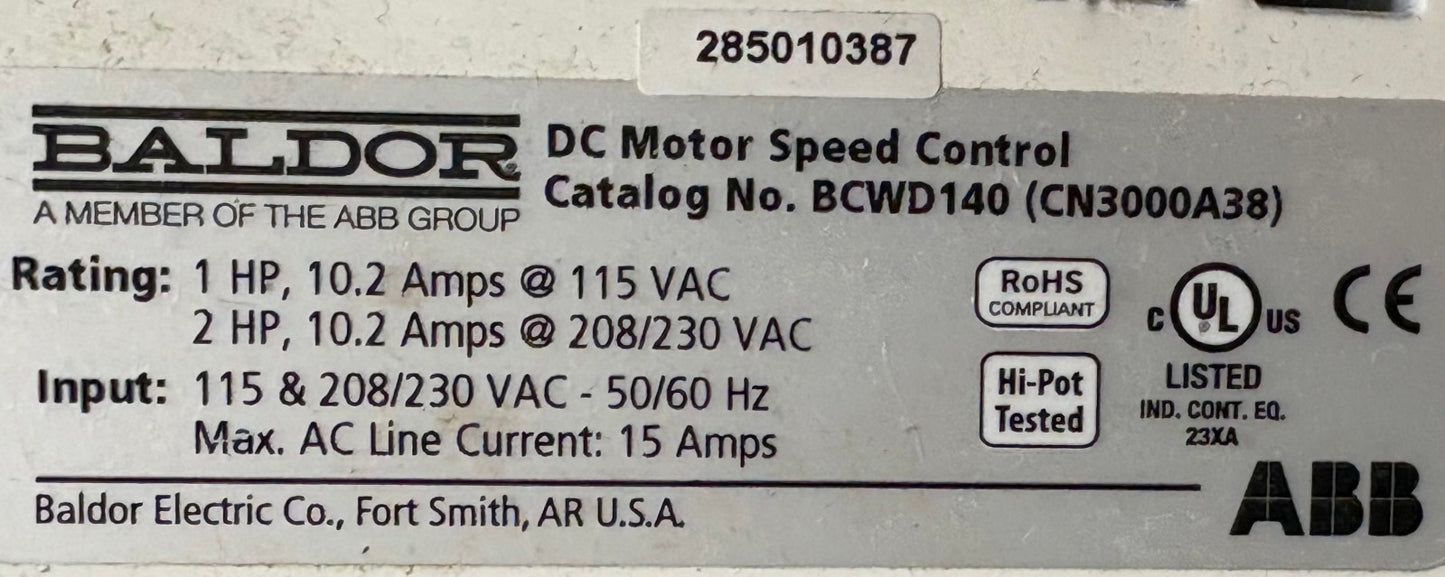 285010387
BALDOR
A MEMBER OF THE ABB GROUP
DC Motor Speed Control
Catalog No. BCWD140 (CN3000A38)
Rating: 1 HP, 10.2 Amps @ 115 VAC
2 HP, 10.2 Amps @ 208/230 VAC
Input: 115 & 208/230 VAC - 50/60 Hz
Max. AC Line Current: 15 Amps
RoHS
COMPLIANT
C UL US
CE
Hi-Pot
Tested
LISTED
IND. CONT. EQ.
23XA
Baldor Electric Co., Fort Smith, AR U.S.A.
ABB